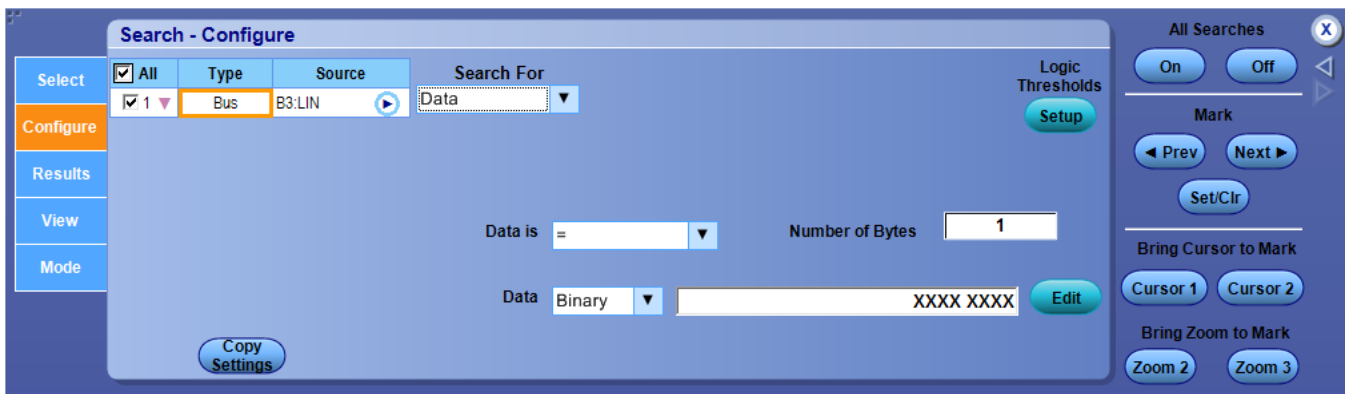 Search - Configure
Select
Configure
Results
View
Mode
All Type Source
1 Bus B3:LIN
Search For
Data
Logic
Thresholds
Setup
Data is = Number of Bytes 1
Data Binary XXXX XXXX Edit
Copy
Settings
All Searches
X
On Off
Mark
◄ Prev Next ►
Set/Clr
Bring Cursor to Mark
Cursor 1 Cursor 2
Bring Zoom to Mark
Zoom 2 Zoom 3